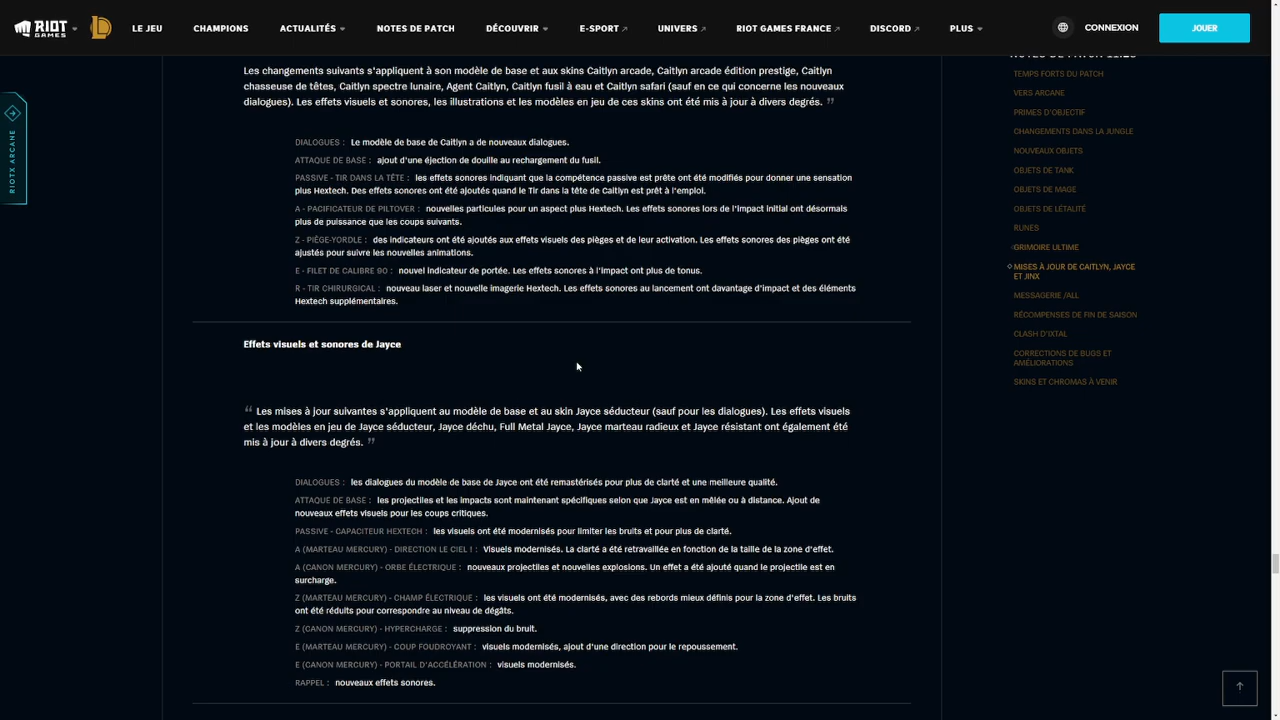 RIOT GAMES
LE JEU
CHAMPIONS
ACTUALITÉS
NOTES DE PATCH
DÉCOUVRIR
E-SPORT
UNIVERS
RIOT GAMES FRANCE
DISCORD
PLUS
CONNEXION
JOUER
RIOTX ARCANE
Les changements suivants s'appliquent à son modèle de base et aux skins Caitlyn arcade, Caitlyn arcade édition prestige, Caitlyn
chasseuse de têtes, Caitlyn spectre lunaire, Agent Caitlyn, Caitlyn fusil à eau et Caitlyn safari (sauf en ce qui concerne les nouveaux
dialogues). Les effets visuels et sonores, les illustrations et les modèles en jeu de ces skins ont été mis à jour à divers degrés. ”
DIALOGUES : Le modèle de base de Caitlyn a de nouveaux dialogues.
ATTAQUE DE BASE : ajout d'une éjection de douille au rechargement du fusil.
PASSIVE - TIR DANS LA TÊTE : les effets sonores indiquant que la compétence passive est prête ont été modifiés pour donner une sensation
plus Hextech. Des effets sonores ont été ajoutés quand le Tir dans la tête de Caitlyn est prêt à l'emploi.
A - PACIFICATEUR DE PILTOVER : nouvelles particules pour un aspect plus Hextech. Les effets sonores lors de l'impact initial ont désormais
plus de puissance que les coups suivants.
Z - PIÈGE-YORDLE : des indicateurs ont été ajoutés aux effets visuels des pièges et de leur activation. Les effets sonores des pièges ont été
ajustés pour suivre les nouvelles animations.
E - FILET DE CALIBRE 90 : nouvel indicateur de portée. Les effets sonores à l'impact ont plus de tonus.
R - TIR CHIRURGICAL : nouveau laser et nouvelle imagerie Hextech. Les effets sonores au lancement ont davantage d'impact et des éléments
Hextech supplémentaires.
Effets visuels et sonores de Jayce
“ Les mises à jour suivantes s'appliquent au modèle de base et au skin Jayce séducteur (sauf pour les dialogues). Les effets visuels
et les modèles en jeu de Jayce séducteur, Jayce déchu, Full Metal Jayce, Jayce marteau radieux et Jayce résistant ont également été
mis à jour à divers degrés. ”
DIALOGUES : les dialogues du modèle de base de Jayce ont été remastérisés pour plus de clarté et une meilleure qualité.
ATTAQUE DE BASE : les projectiles et les impacts sont maintenant spécifiques selon que Jayce est en mêlée ou à distance. Ajout de
nouveaux effets visuels pour les coups critiques.
PASSIVE - CAPACITEUR HEXTECH : les visuels ont été modernisés pour limiter les bruits et pour plus de clarté.
A (MARTEAU MERCURY) - DIRECTION LE CIEL ! : Visuels modernisés. La clarté a été retravaillée en fonction de la taille de la zone d'effet.
A (CANON MERCURY) - ORBE ÉLECTRIQUE : nouveaux projectiles et nouvelles explosions. Un effet a été ajouté quand le projectile est en
surcharge.
Z (MARTEAU MERCURY) - CHAMP ÉLECTRIQUE : les visuels ont été modernisés, avec des rebords mieux définis pour la zone d'effet. Les bruits
ont été réduits pour correspondre au niveau de dégâts.
Z (CANON MERCURY) - HYPERCHARGE : suppression du bruit.
E (MARTEAU MERCURY) - COUP FOUDROYANT : visuels modernisés, ajout d'une direction pour le repoussement.
E (CANON MERCURY) - PORTAIL D'ACCÉLÉRATION : visuels modernisés.
RAPPEL : nouveaux effets sonores.
NOTES DE PATCH 11.23
TEMPS FORTS DU PATCH
VERS ARCANE
PRIMES D'OBJECTIF
CHANGEMENTS DANS LA JUNGLE
NOUVEAUX OBJETS
OBJETS DE TANK
OBJETS DE MAGE
OBJETS DE LÉTALITÉ
RUNES
GRIMOIRE ULTIME
MISES À JOUR DE CAITLYN, JAYCE
ET JINX
MESSAGERIE /ALL
RÉCOMPENSES DE FIN DE SAISON
CLASH D'IXTAL
CORRECTIONS DE BUGS ET
AMÉLIORATIONS
SKINS ET CHROMAS À VENIR